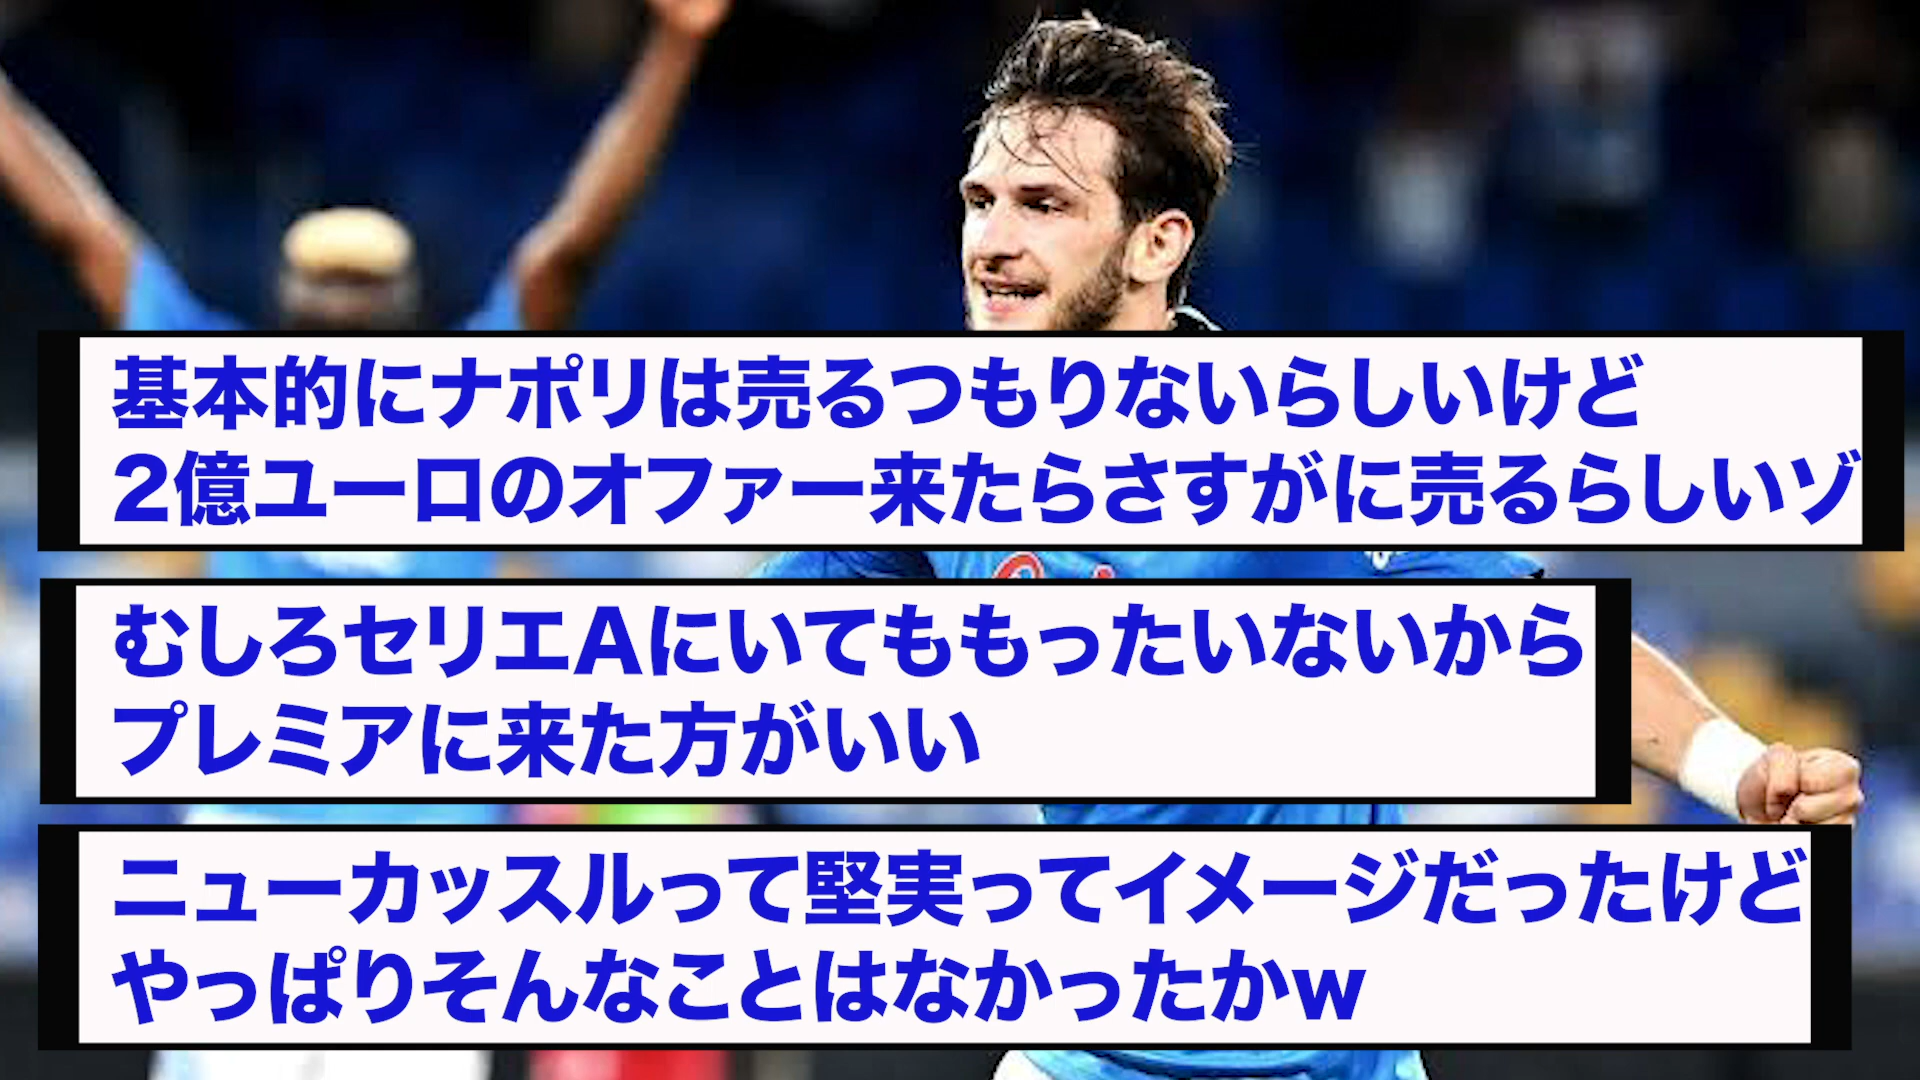 基本的にナポリは売るつもりないらしいけど
2億ユーロのオファー来たらさすがに売るらしいゾ
むしろセリエAにいてももったいないから
プレミアに来た方がいい
ニューカッスルって堅実ってイメージだったけど
やっぱりそんなことはなかったかw